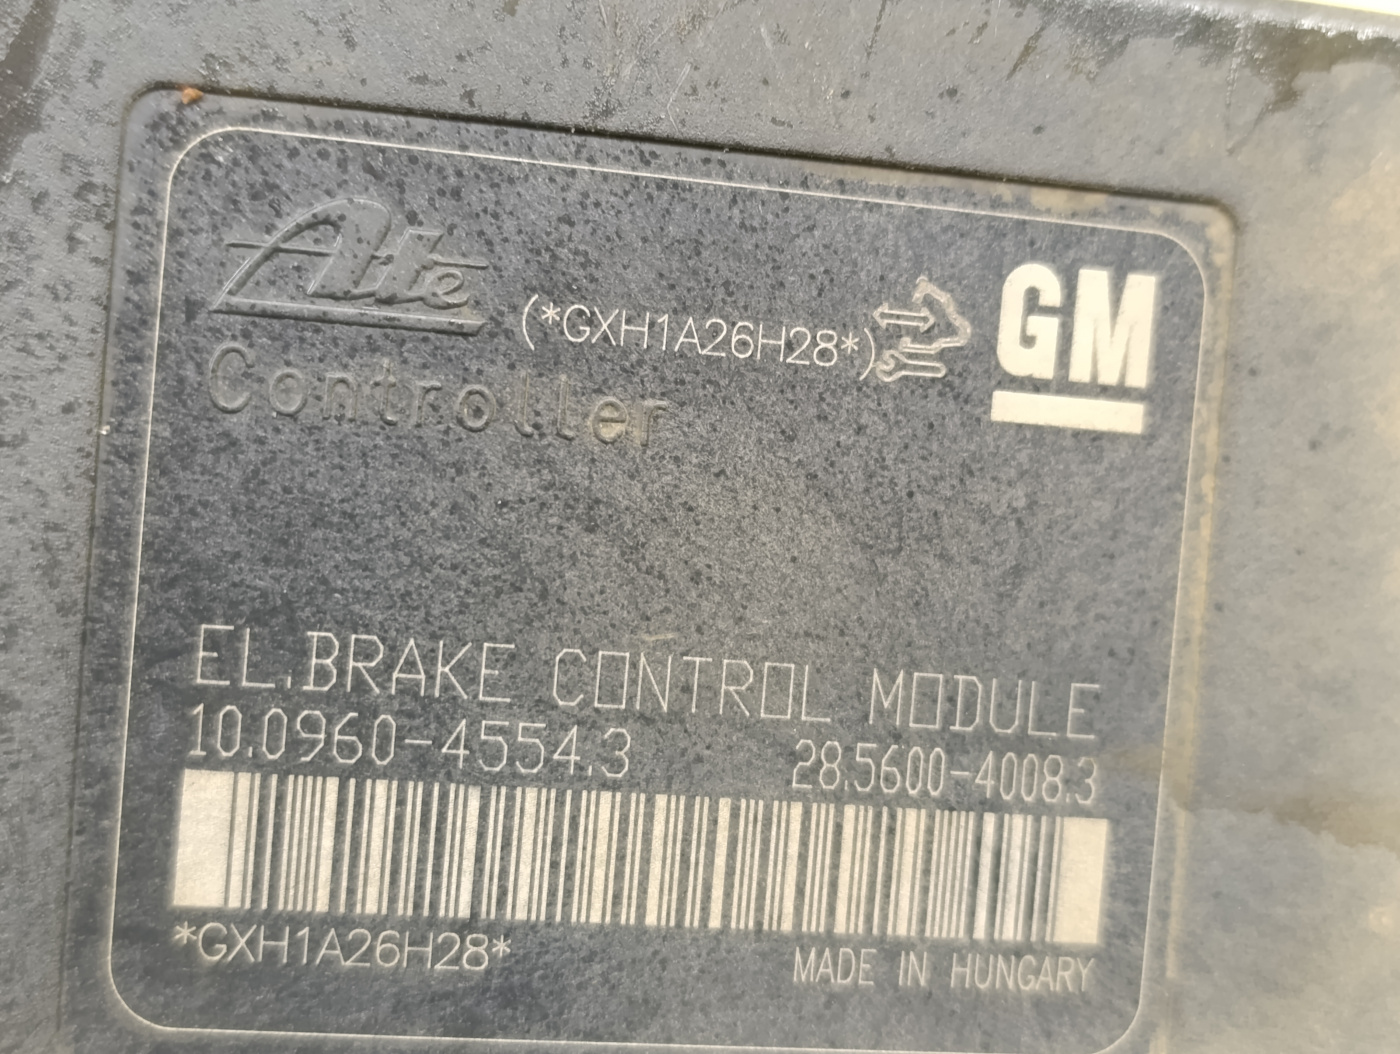 Ate
(*GXH1A26H28*)
GM
Controller
EL.BRAKE CONTROL MODULE
10.0960-4554.3
28.5600-4008.3
*GXH1A26H28*
MADE IN HUNGARY